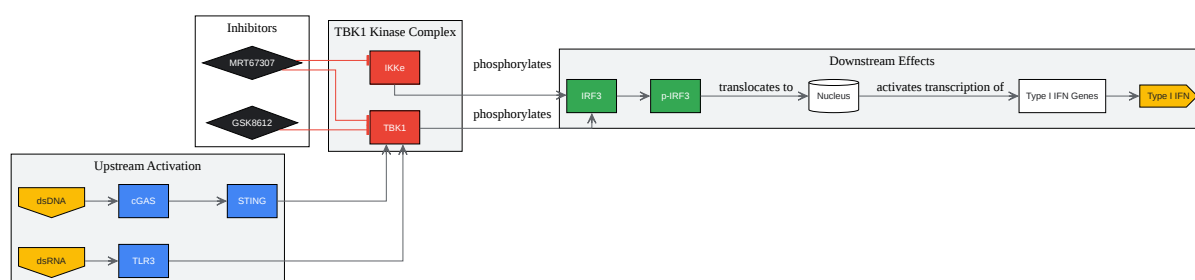 Inhibitors
MRT67307
GSK8612
TBK1 Kinase Complex
IKKe
TBK1
phosphorylates
phosphorylates
Downstream Effects
IRF3
p-IRF3
translocates to
Nucleus
activates transcription of
Type I IFN Genes
Type I IFN
Upstream Activation
dsDNA
cGAS
STING
dsRNA
TLR3